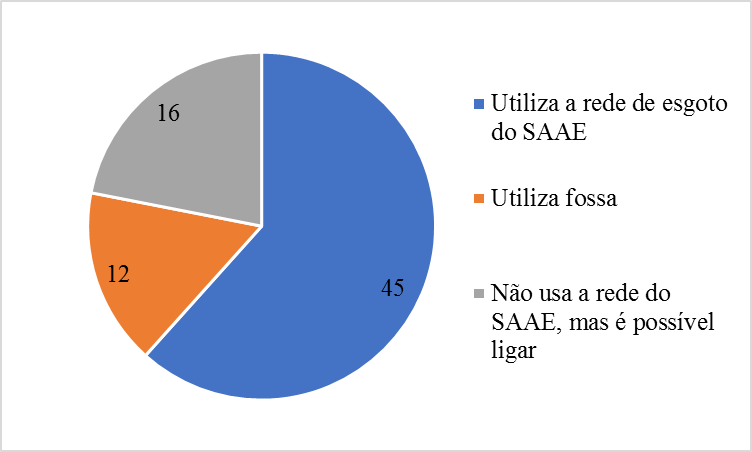 16
12
45
Utiliza a rede de esgoto
do SAAE
Utiliza fossa
Não usa a rede do
SAAE, mas é possível
ligar